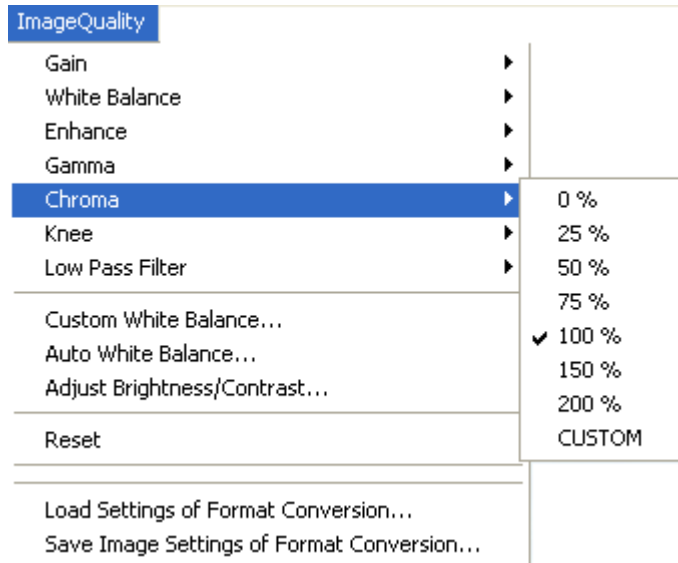 ImageQuality
Gain
White Balance
Enhance
Gamma
Chroma
Knee
Low Pass Filter
Custom White Balance...
Auto White Balance...
Adjust Brightness/Contrast...
Reset
Load Settings of Format Conversion...
Save Image Settings of Format Conversion...
0 %
25 %
50 %
75 %
100 %
150 %
200 %
CUSTOM